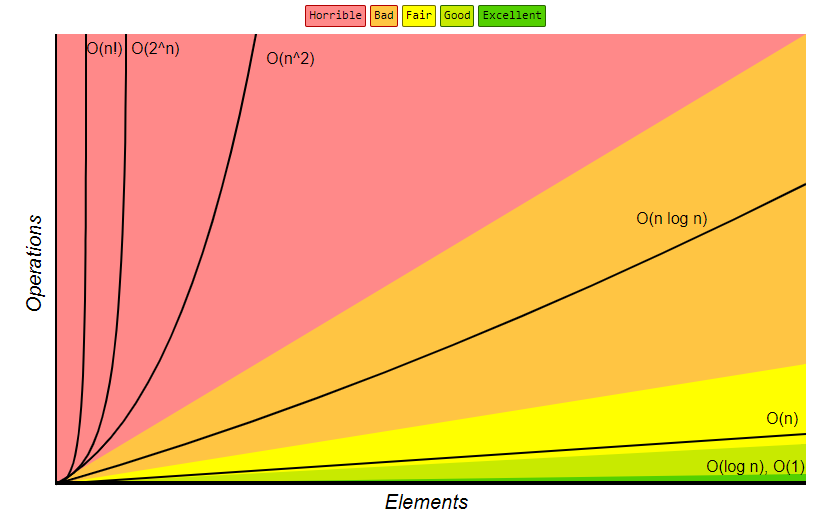 Horrible Bad Fair Good Excellent
O(n!) O(2^n)
O(n^2)
O(n log n)
Operations
O(n)
O(log n), O(1)
Elements